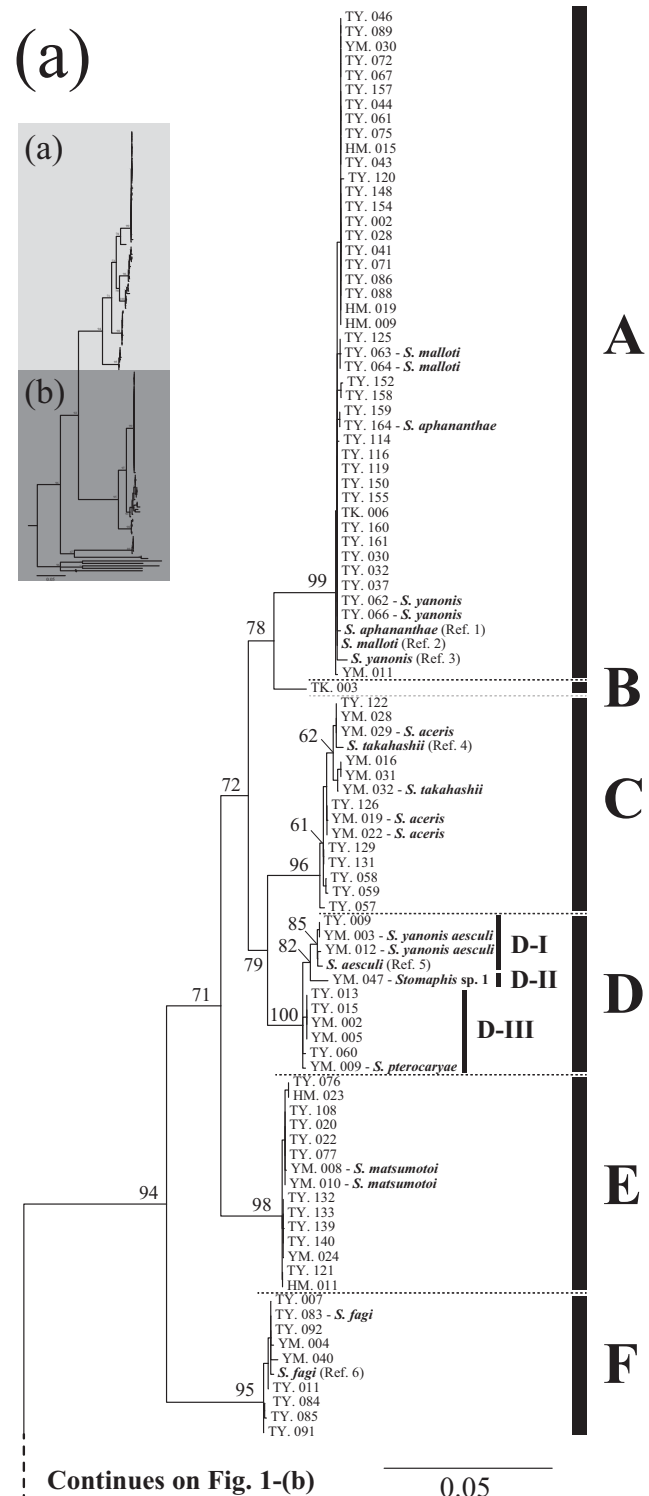 (a)
(a)
(b)
TY. 046
TY. 089
YM. 030
TY. 072
TY. 067
TY. 157
TY. 044
TY. 061
TY. 075
HM. 015
TY. 043
TY. 120
TY. 148
TY. 154
TY. 002
TY. 028
TY. 041
TY. 071
TY. 086
TY. 088
HM. 019
HM. 009
TY. 125
TY. 063 - S. malloti
TY. 064 - S. malloti
TY. 152
TY. 158
TY. 159
TY. 164 - S. aphananthae
TY. 114
TY. 116
TY. 119
TY. 150
TY. 155
TK. 006
TY. 160
TY. 161
TY. 030
TY. 032
TY. 037
TY. 062 - S. yanonis
TY. 066 - S. yanonis
S. aphananthae (Ref. 1)
S. malloti (Ref. 2)
S. yanonis (Ref. 3)
YM. 011
A
99
78
TK. 003
B
TY. 122
YM. 028
YM. 029 - S. aceris
S. takahashii (Ref. 4)
YM. 016
YM. 031
YM. 032 - S. takahashii
TY. 126
YM. 019 - S. aceris
YM. 022 - S. aceris
TY. 129
TY. 131
TY. 058
TY. 059
TY. 057
C
62
72
61
96
TY. 009
YM. 003 - S. yanonis aesculi
YM. 012 - S. yanonis aesculi
S. aesculi (Ref. 5)
D-I
YM. 047 - Stomaphis sp. 1
D-II
TY. 013
TY. 015
YM. 002
YM. 005
TY. 060
YM. 009 - S. pterocaryae
D-III
D
85
82
79
100
71
TY. 076
HM. 023
TY. 108
TY. 020
TY. 022
TY. 077
YM. 008 - S. matsumotoi
YM. 010 - S. matsumotoi
TY. 132
TY. 133
TY. 139
TY. 140
YM. 024
TY. 121
HM. 011
E
94
98
TY. 007
TY. 083 - S. fagi
TY. 092
YM. 004
YM. 040
S. fagi (Ref. 6)
TY. 011
TY. 084
TY. 085
TY. 091
F
95
Continues on Fig. 1-(b)
0.05